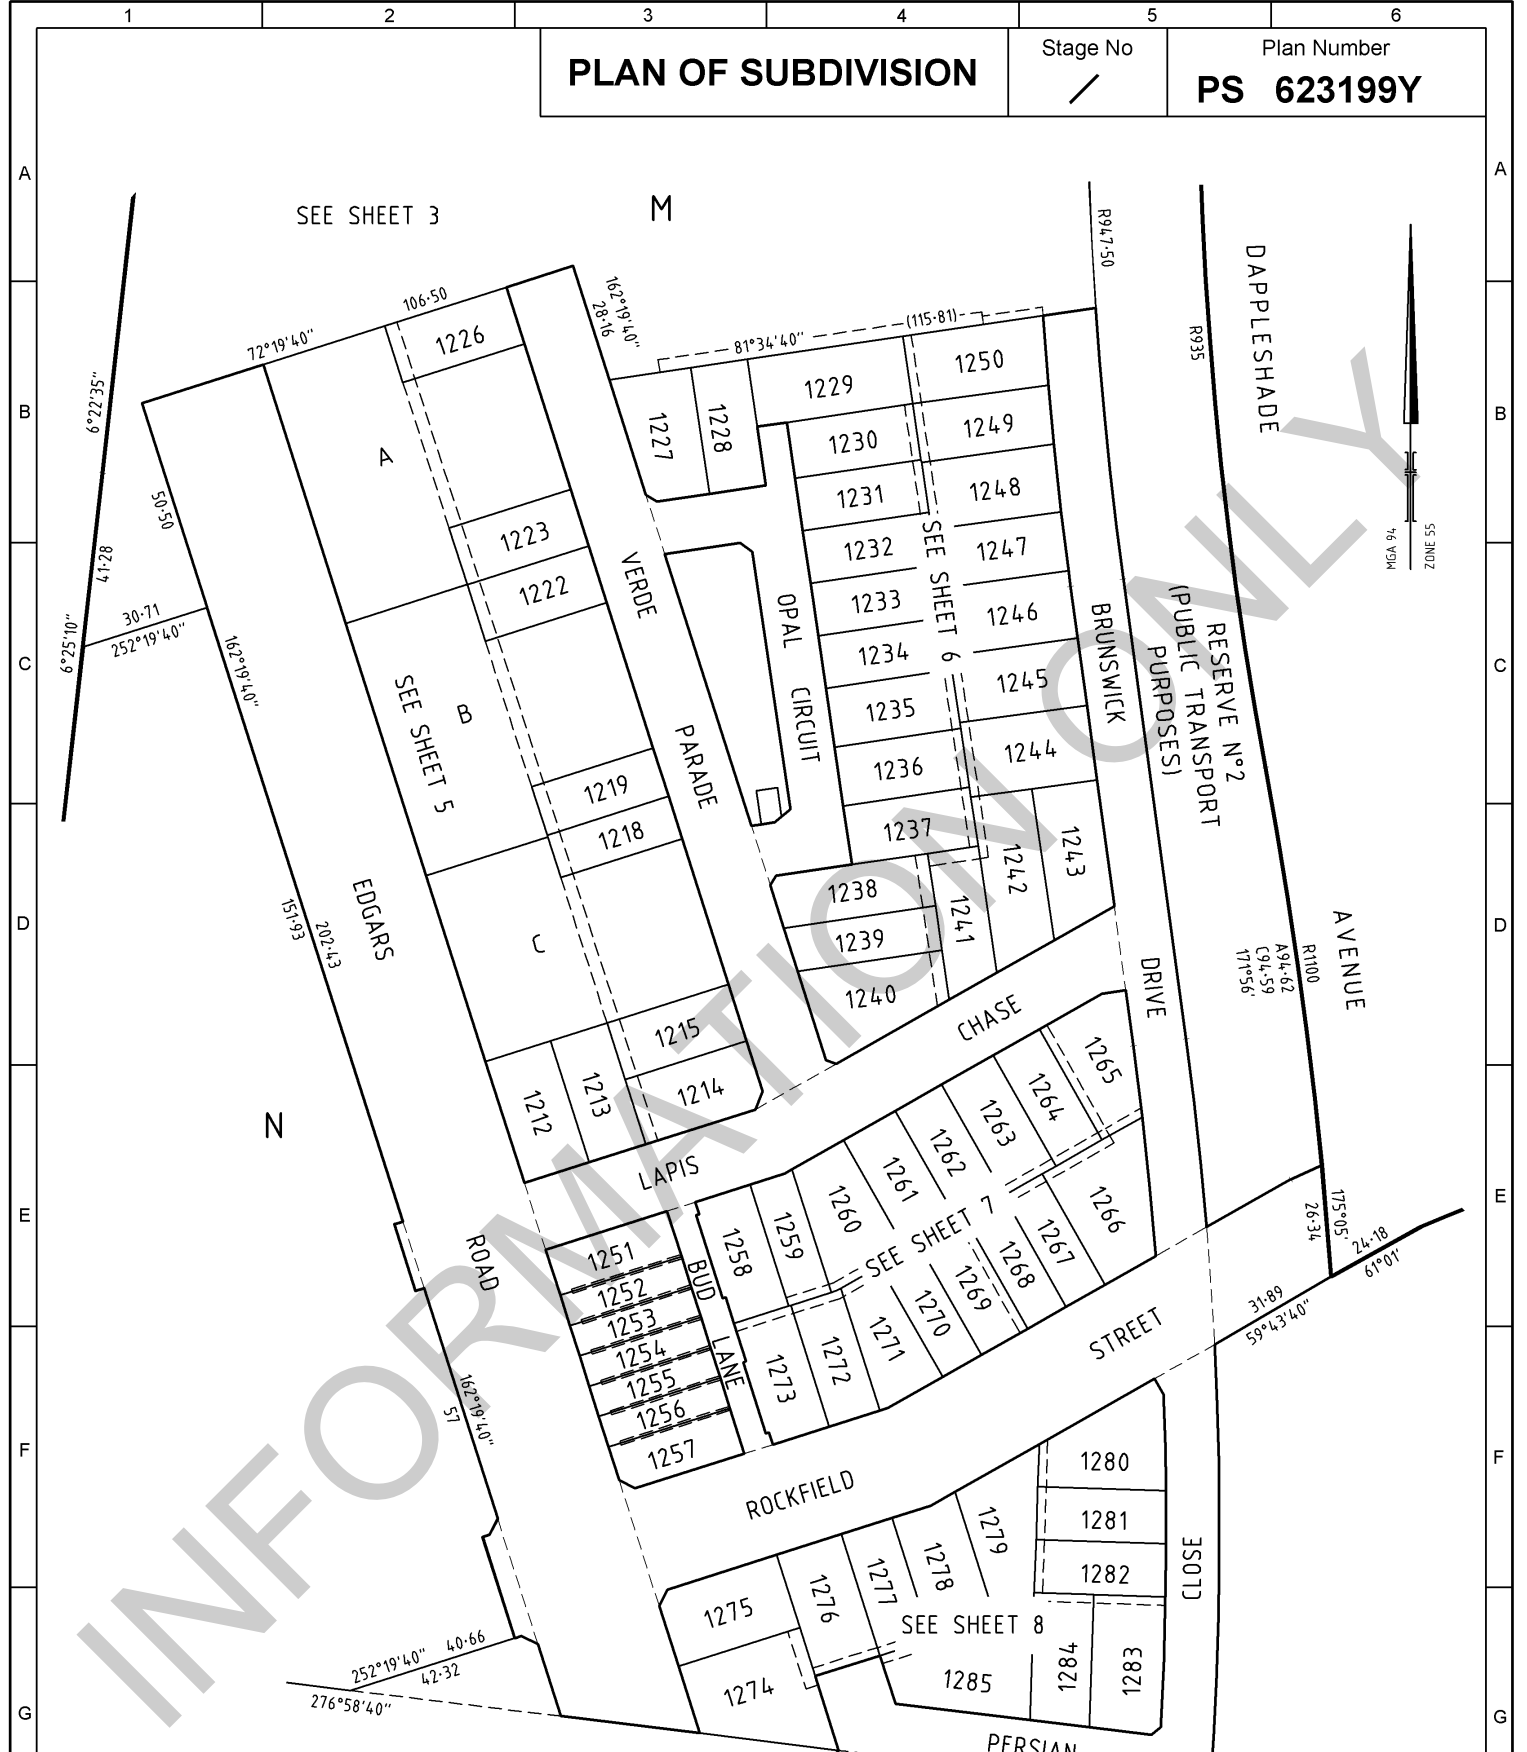 1 2 3 4 5 6
PLAN OF SUBDIVISION
Stage No
/
Plan Number
PS 623199Y
A A
B B
C C
D D
E E
F F
G G
SEE SHEET 3
M
N
INFORMATION ONLY
6°22'35"
41·28
6°25'10"
30·71
252°19'40"
50·50
72°19'40"
106·50
162°19'40"
28·16
81°34'40"
(115·81)
R947·50
R935
DAPPLESHADE
AVENUE
MGA 94
ZONE 55
1226
A
1223
1222
B
SEE SHEET 5
1219
1218
C
1215
1214
1213
1212
162°19'40"
151·93
202·43
EDGARS
ROAD
VERDE
PARADE
OPAL
CIRCUIT
1227
1228
1229
1230
1231
1232
1233
1234
1235
1236
1237
1238
1239
1240
1241
1242
1243
1244
1245
1246
1247
1248
1249
1250
SEE SHEET 6
BRUNSWICK
DRIVE
RESERVE Nº2
(PUBLIC TRANSPORT
PURPOSES)
R1100
A94·62
C94·59
171°56'
LAPIS
CHASE
1251
1252
1253
1254
1255
1256
1257
BUD
LANE
1258
1259
1260
1261
1262
1263
1264
1265
SEE SHEET 7
1266
1267
1268
1269
1270
1271
1272
1273
175°05'
26·34
24·18
61°01'
31·89
59°43'40"
162°19'40"
57
ROCKFIELD
STREET
1274
1275
1276
1277
1278
1279
1280
1281
1282
SEE SHEET 8
1283
1284
1285
CLOSE
PERSIAN
252°19'40" 40·66
42·32
276°58'40"